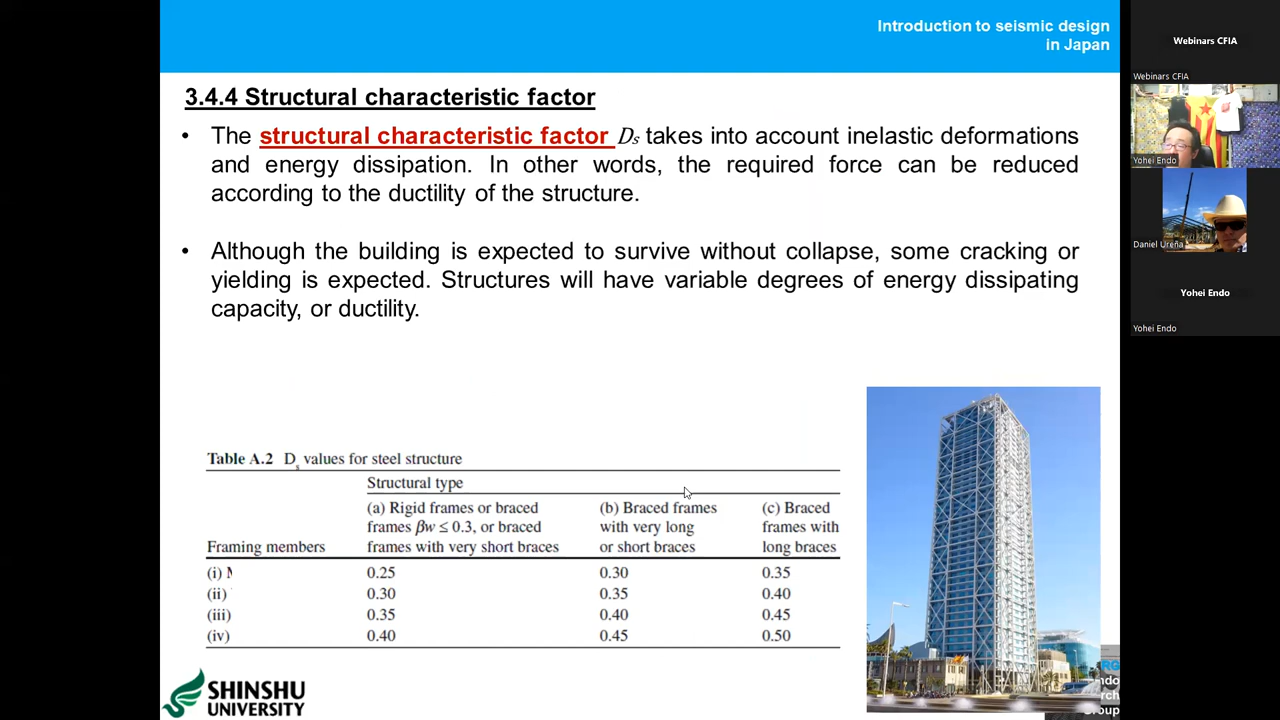 Introduction to seismic design
in Japan
3.4.4 Structural characteristic factor
• The structural characteristic factor Ds takes into account inelastic deformations
and energy dissipation. In other words, the required force can be reduced
according to the ductility of the structure.
• Although the building is expected to survive without collapse, some cracking or
yielding is expected. Structures will have variable degrees of energy dissipating
capacity, or ductility.
Table A.2 Ds values for steel structure
Structural type
(a) Rigid frames or braced (b) Braced frames (c) Braced
frames βw ≤ 0.3, or braced with very long frames with
Framing members frames with very short braces or short braces long braces
(i) 0.25 0.30 0.35
(ii) 0.30 0.35 0.40
(iii) 0.35 0.40 0.45
(iv) 0.40 0.45 0.50
SHINSHU
UNIVERSITY
Group
Webinars CFIA
Webinars CFIA
Yohei Endo
Daniel Ureña
Yohei Endo
Yohei Endo